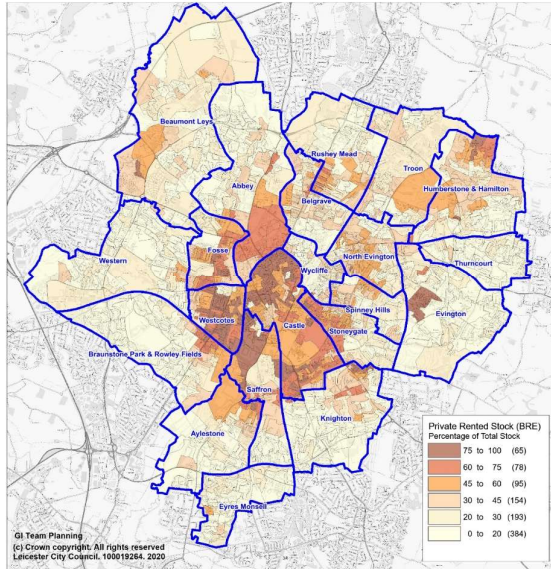 Beaumont Leys
Rushey Mead
Troon
Abbey
Humberstone & Hamilton
Belgrave
Fosse
Western
North Evington
Thurncourt
Wycliffe
Spinney Hills
Evington
Westcotes
Castle
Stoneygate
Braunstone Park & Rowley Fields
Saffron
Knighton
Aylestone
Eyres Monsell
Private Rented Stock (BRE)
Percentage of Total Stock
75 to 100 (65)
60 to 75 (78)
45 to 60 (95)
30 to 45 (154)
20 to 30 (193)
0 to 20 (384)
GI Team Planning
(c) Crown copyright. All rights reserved
Leicester City Council. 100019264. 2020